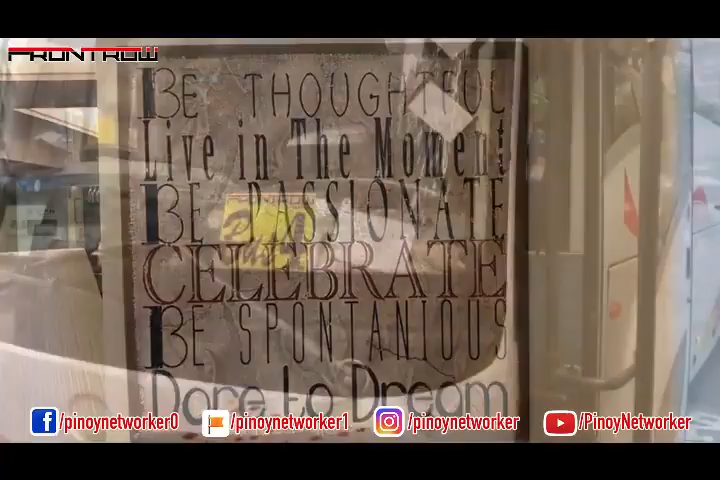 FRONTROW
BE THOUGHTFUL
Live in The Moment
BE PASSIONATE
CELEBRATE
BE SPONTANIOUS
Dare to Dream
/pinoynetworker0 /pinoynetworker1 /pinoynetworker /PinoyNetworker